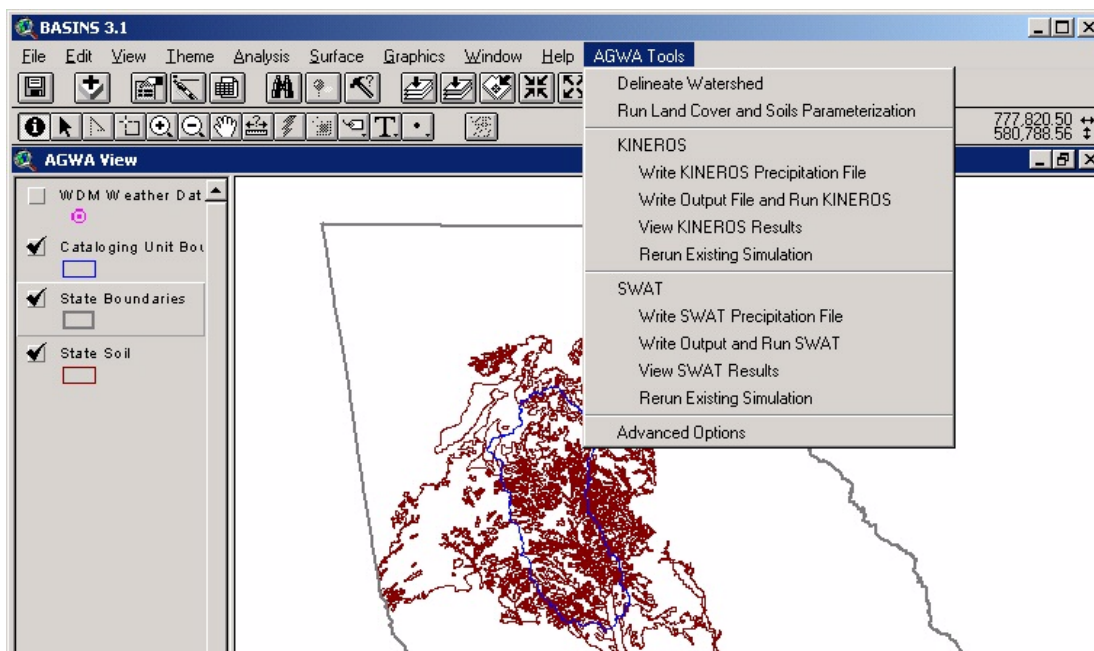 BASINS 3.1
File Edit View Theme Analysis Surface Graphics Window Help AGWA Tools
Delineate Watershed
Run Land Cover and Soils Parameterization
KINEROS
Write KINEROS Precipitation File
Write Output File and Run KINEROS
View KINEROS Results
Rerun Existing Simulation
SWAT
Write SWAT Precipitation File
Write Output and Run SWAT
View SWAT Results
Rerun Existing Simulation
Advanced Options
T
777,820.50
580,788.56
AGWA View
WDM Weather Dat
Cataloging Unit Bou
State Boundaries
State Soil